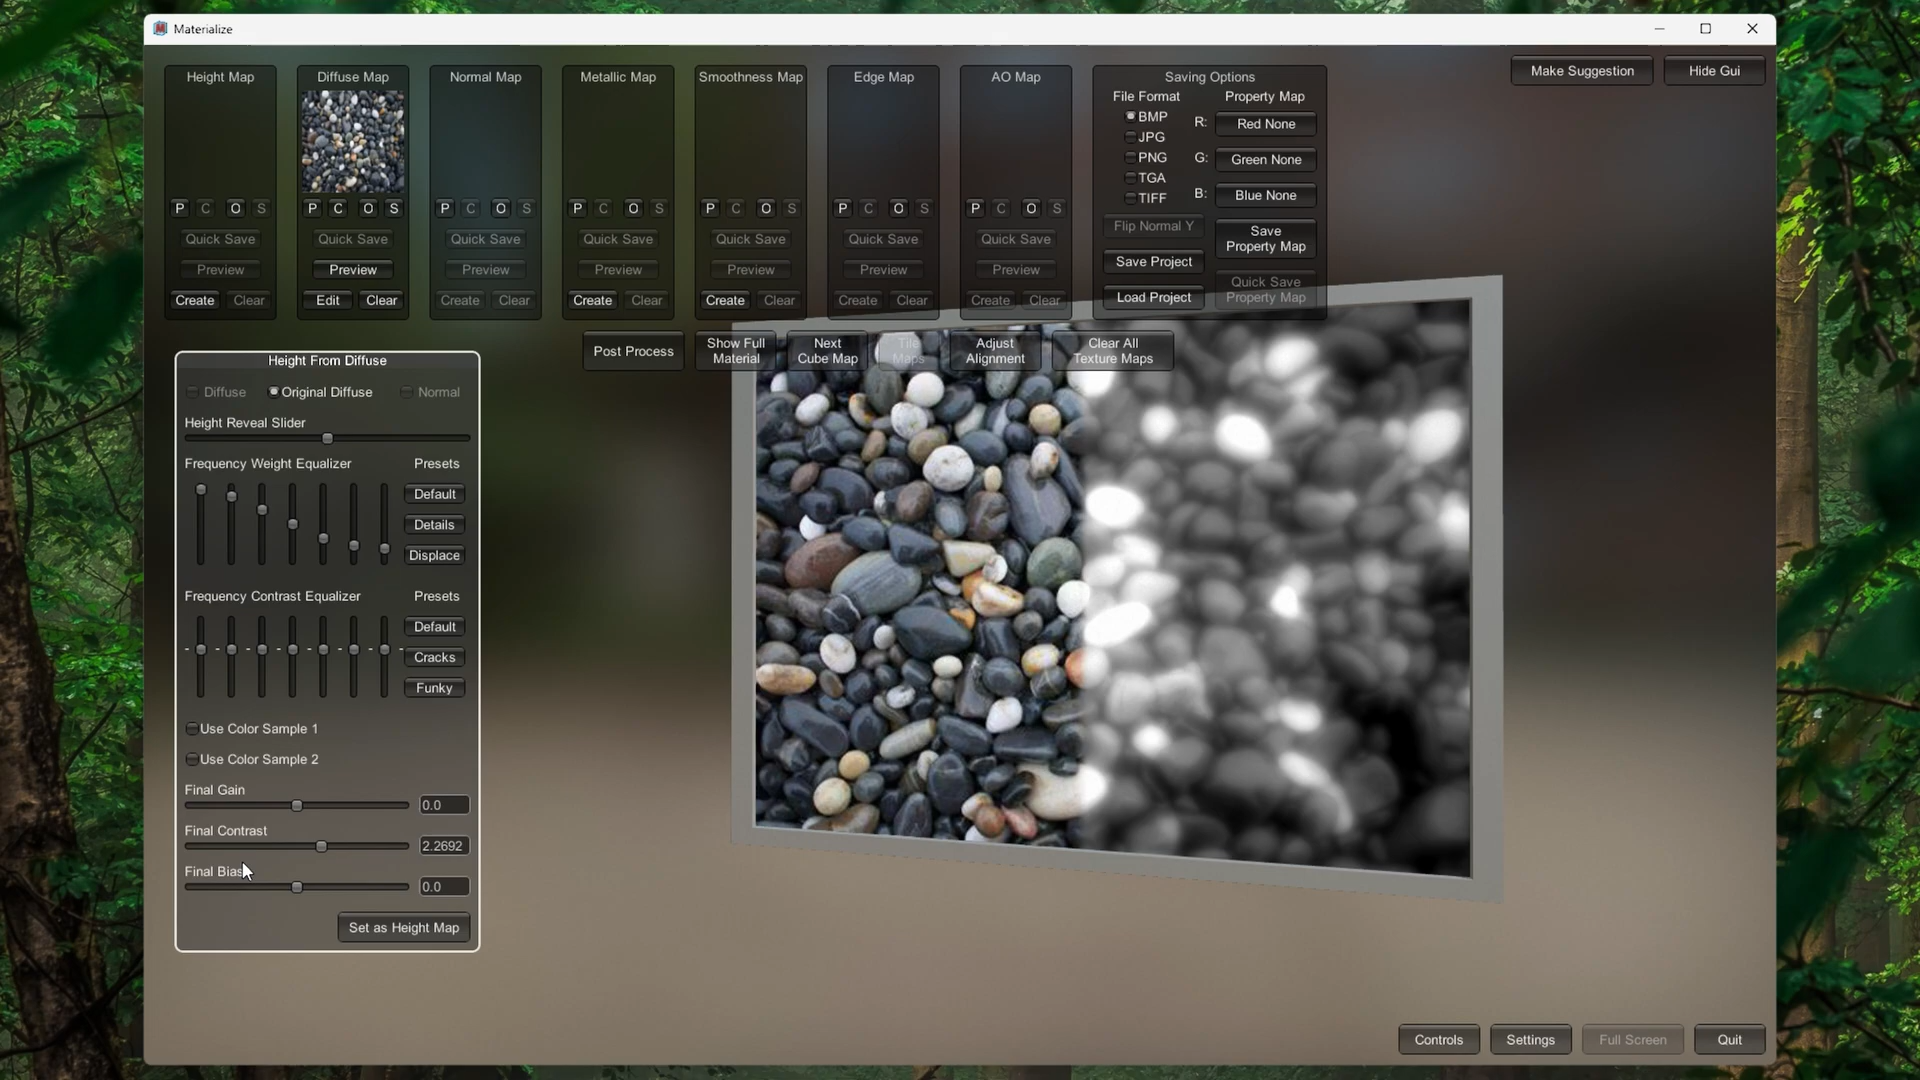 Materialize
Make Suggestion
Hide Gui
Height Map
Diffuse Map
Normal Map
Metallic Map
Smoothness Map
Edge Map
AO Map
P C O S
P C O S
P C O S
P C O S
P C O S
P C O S
P C O S
Quick Save
Quick Save
Quick Save
Quick Save
Quick Save
Quick Save
Quick Save
Preview
Preview
Preview
Preview
Preview
Preview
Preview
Create Clear
Edit Clear
Create Clear
Create Clear
Create Clear
Create Clear
Create Clear
Saving Options
File Format
BMP
JPG
PNG
TGA
TIFF
Flip Normal Y
Save Project
Load Project
Property Map
R: Red None
G: Green None
B: Blue None
Save
Property Map
Quick Save
Property Map
Post Process
Show Full
Material
Next
Cube Map
Tile
Maps
Adjust
Alignment
Clear All
Texture Maps
Height From Diffuse
Diffuse Original Diffuse Normal
Height Reveal Slider
Frequency Weight Equalizer Presets
Default
Details
Displace
Frequency Contrast Equalizer Presets
Default
Cracks
Funky
Use Color Sample 1
Use Color Sample 2
Final Gain
0.0
Final Contrast
2.2692
Final Bias
0.0
Set as Height Map
Controls
Settings
Full Screen
Quit